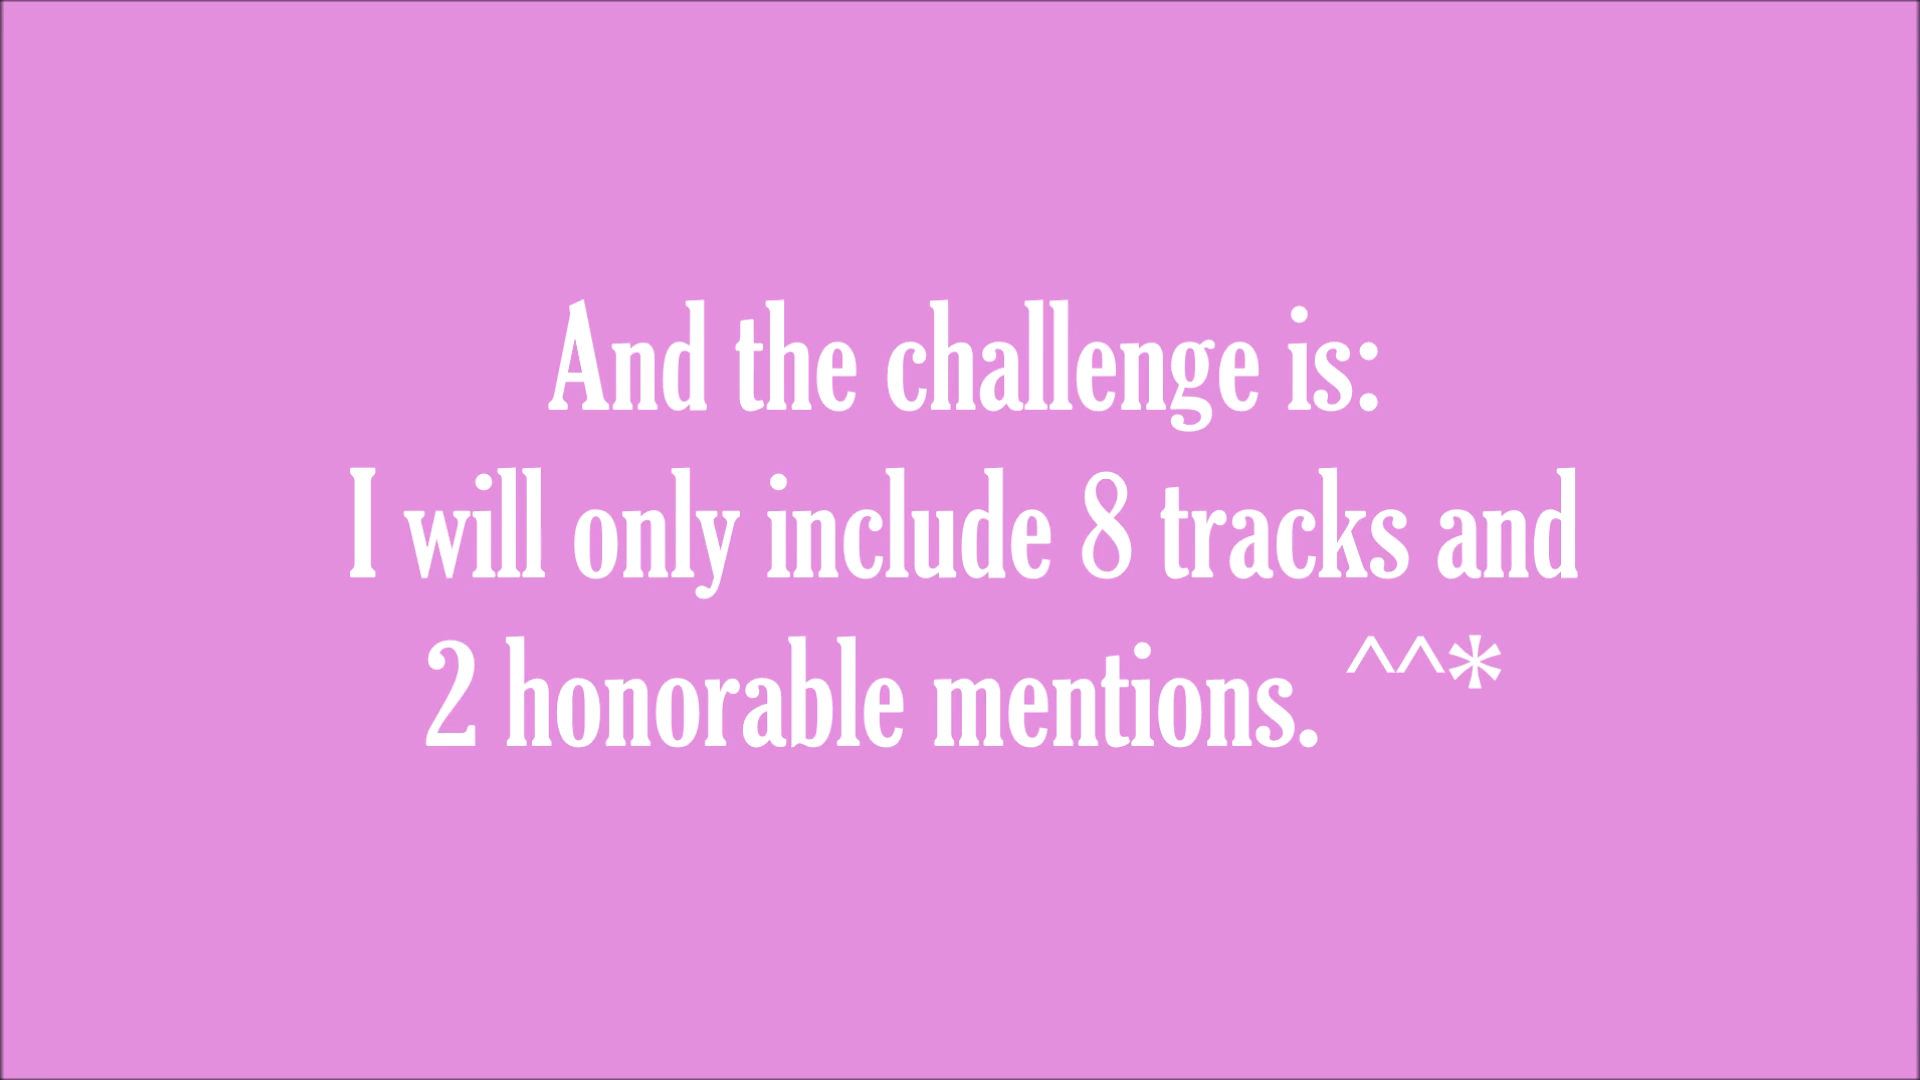 And the challenge is:
I will only include 8 tracks and
2 honorable mentions. ^^*